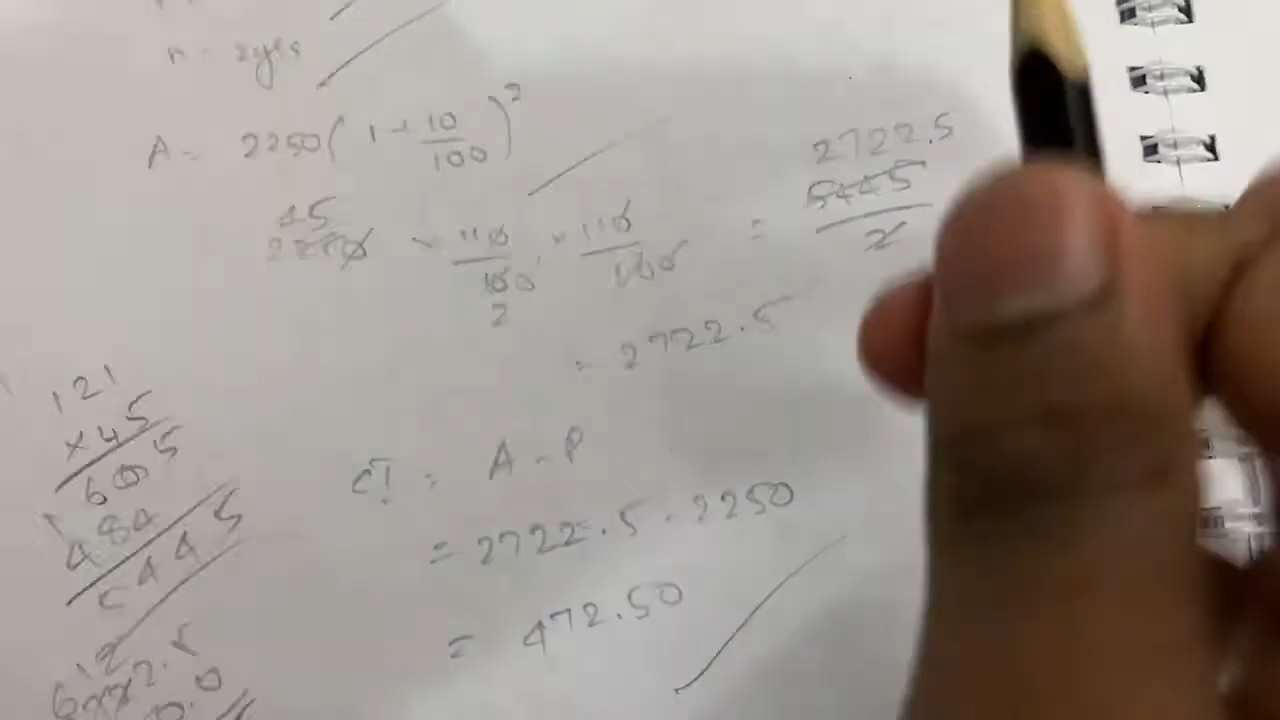 n = 2yrs
A = 2250(1+10/100)²
2722.5
5445/2
45
2250 × 110/100 × 110/100 =
2
= 2722.5
121
×45
605
484
5445
CI = A - P
= 2722.5 - 2250
= 472.50